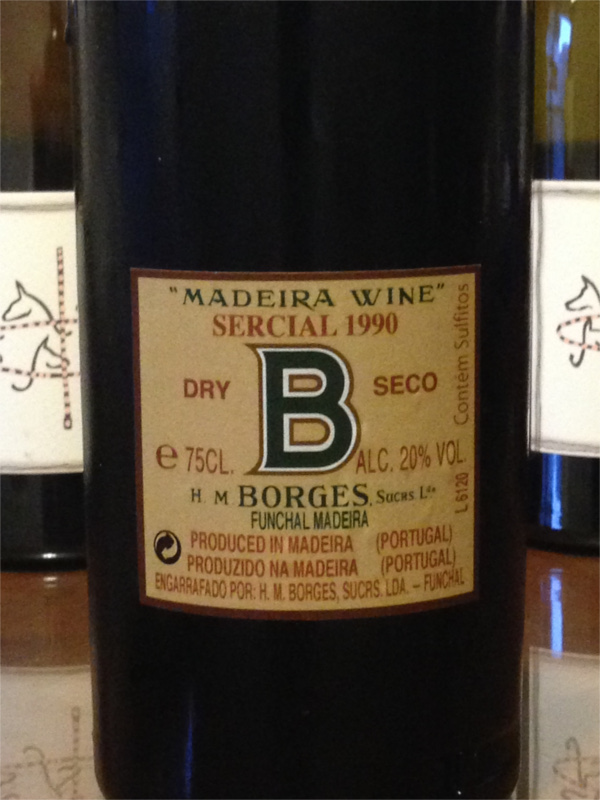 "MADEIRA WINE"
SERCIAL 1990
DRY B SECO
e 75CL. ALC. 20% VOL.
H. M. BORGES, Sucrs. Lda
FUNCHAL MADEIRA
PRODUCED IN MADEIRA (PORTUGAL)
PRODUZIDO NA MADEIRA (PORTUGAL)
ENGARRAFADO POR: H. M. BORGES, SUCRS. LDA. – FUNCHAL
L 6120 Contém Sulfitos